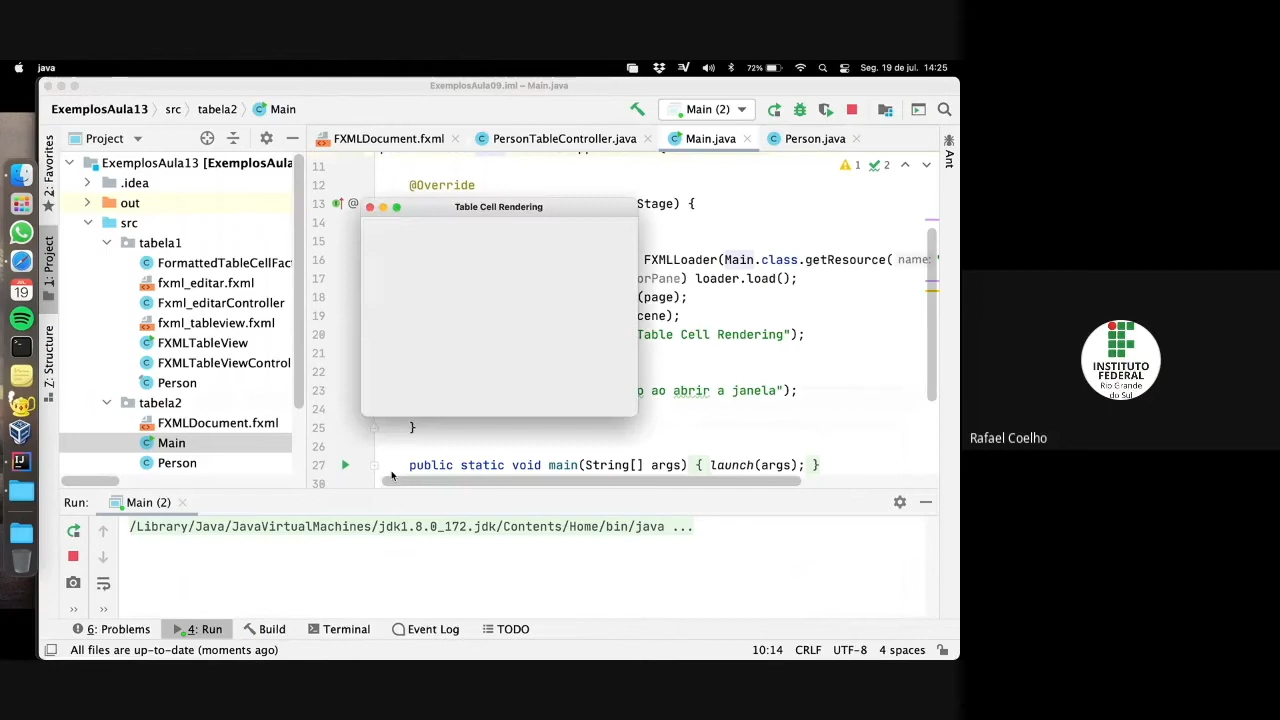 java
72%
Seg. 19 de jul. 14:25
ExemplosAula09.iml – Main.java
ExemplosAula13
src
tabela2
Main
Main (2)
Project
FXMLDocument.fxml
PersonTableController.java
Main.java
Person.java
2: Favorites
1: Project
Z: Structure
Ant
19
ExemplosAula13 [ExemplosAula
.idea
out
src
tabela1
FormattedTableCellFact
fxml_editar.fxml
Fxml_editarController
fxml_tableview.fxml
FXMLTableView
FXMLTableViewControl
Person
tabela2
FXMLDocument.fxml
Main
Person
1
2
11
12 @Override
13 @ Stage) {
14
15
16 FXMLLoader(Main.class.getResource( name:
17 orPane) loader.load();
18 (page);
19 cene);
20 Table Cell Rendering");
21
22
23 o ao abrir a janela");
24
25 }
26
27 public static void main(String[] args) { launch(args); }
30
Table Cell Rendering
Run:
Main (2)
/Library/Java/JavaVirtualMachines/jdk1.8.0_172.jdk/Contents/Home/bin/java ...
6: Problems
4: Run
Build
Terminal
Event Log
TODO
All files are up-to-date (moments ago)
10:14
CRLF
UTF-8
4 spaces
INSTITUTO
FEDERAL
Rio Grande
do Sul
Rafael Coelho